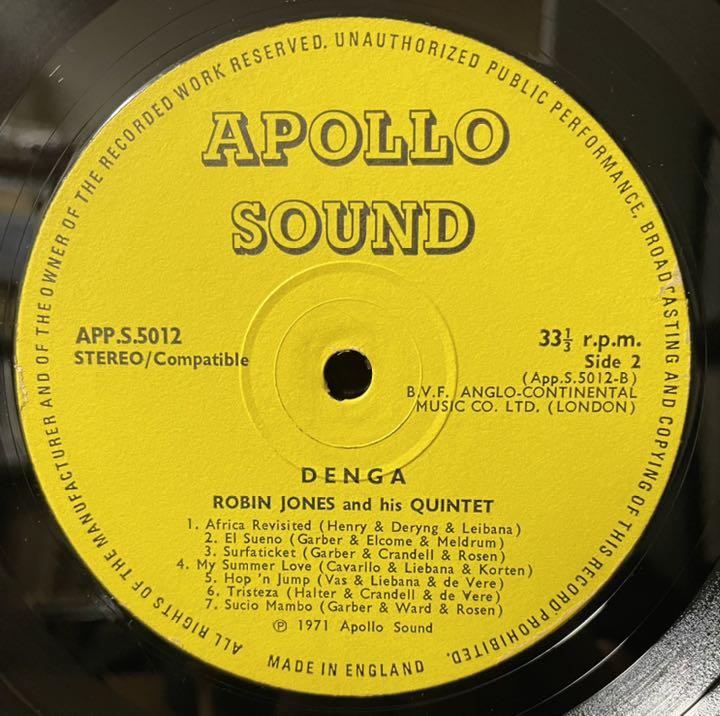 ALL RIGHTS OF THE MANUFACTURER AND OF THE OWNER OF THE RECORDED WORK RESERVED. UNAUTHORIZED PUBLIC PERFORMANCE, BROADCASTING AND COPYING OF THIS RECORD PROHIBITED.
APOLLO
SOUND
APP.S.5012
STEREO/Compatible
33⅓ r.p.m.
Side 2
(App.S.5012-B)
B.V.F. ANGLO-CONTINENTAL
MUSIC CO. LTD. (LONDON)
DENGA
ROBIN JONES and his QUINTET
1. Africa Revisited (Henry & Deryng & Leibana)
2. El Sueno (Garber & Elcome & Meldrum)
3. Surfaticket (Garber & Crandell & Rosen)
4. My Summer Love (Cavarllo & Liebana & Korten)
5. Hop 'n Jump (Vas & Liebana & de Vere)
6. Tristeza (Halter & Crandell & de Vere)
7. Sucio Mambo (Garber & Ward & Rosen)
℗ 1971 Apollo Sound
MADE IN ENGLAND